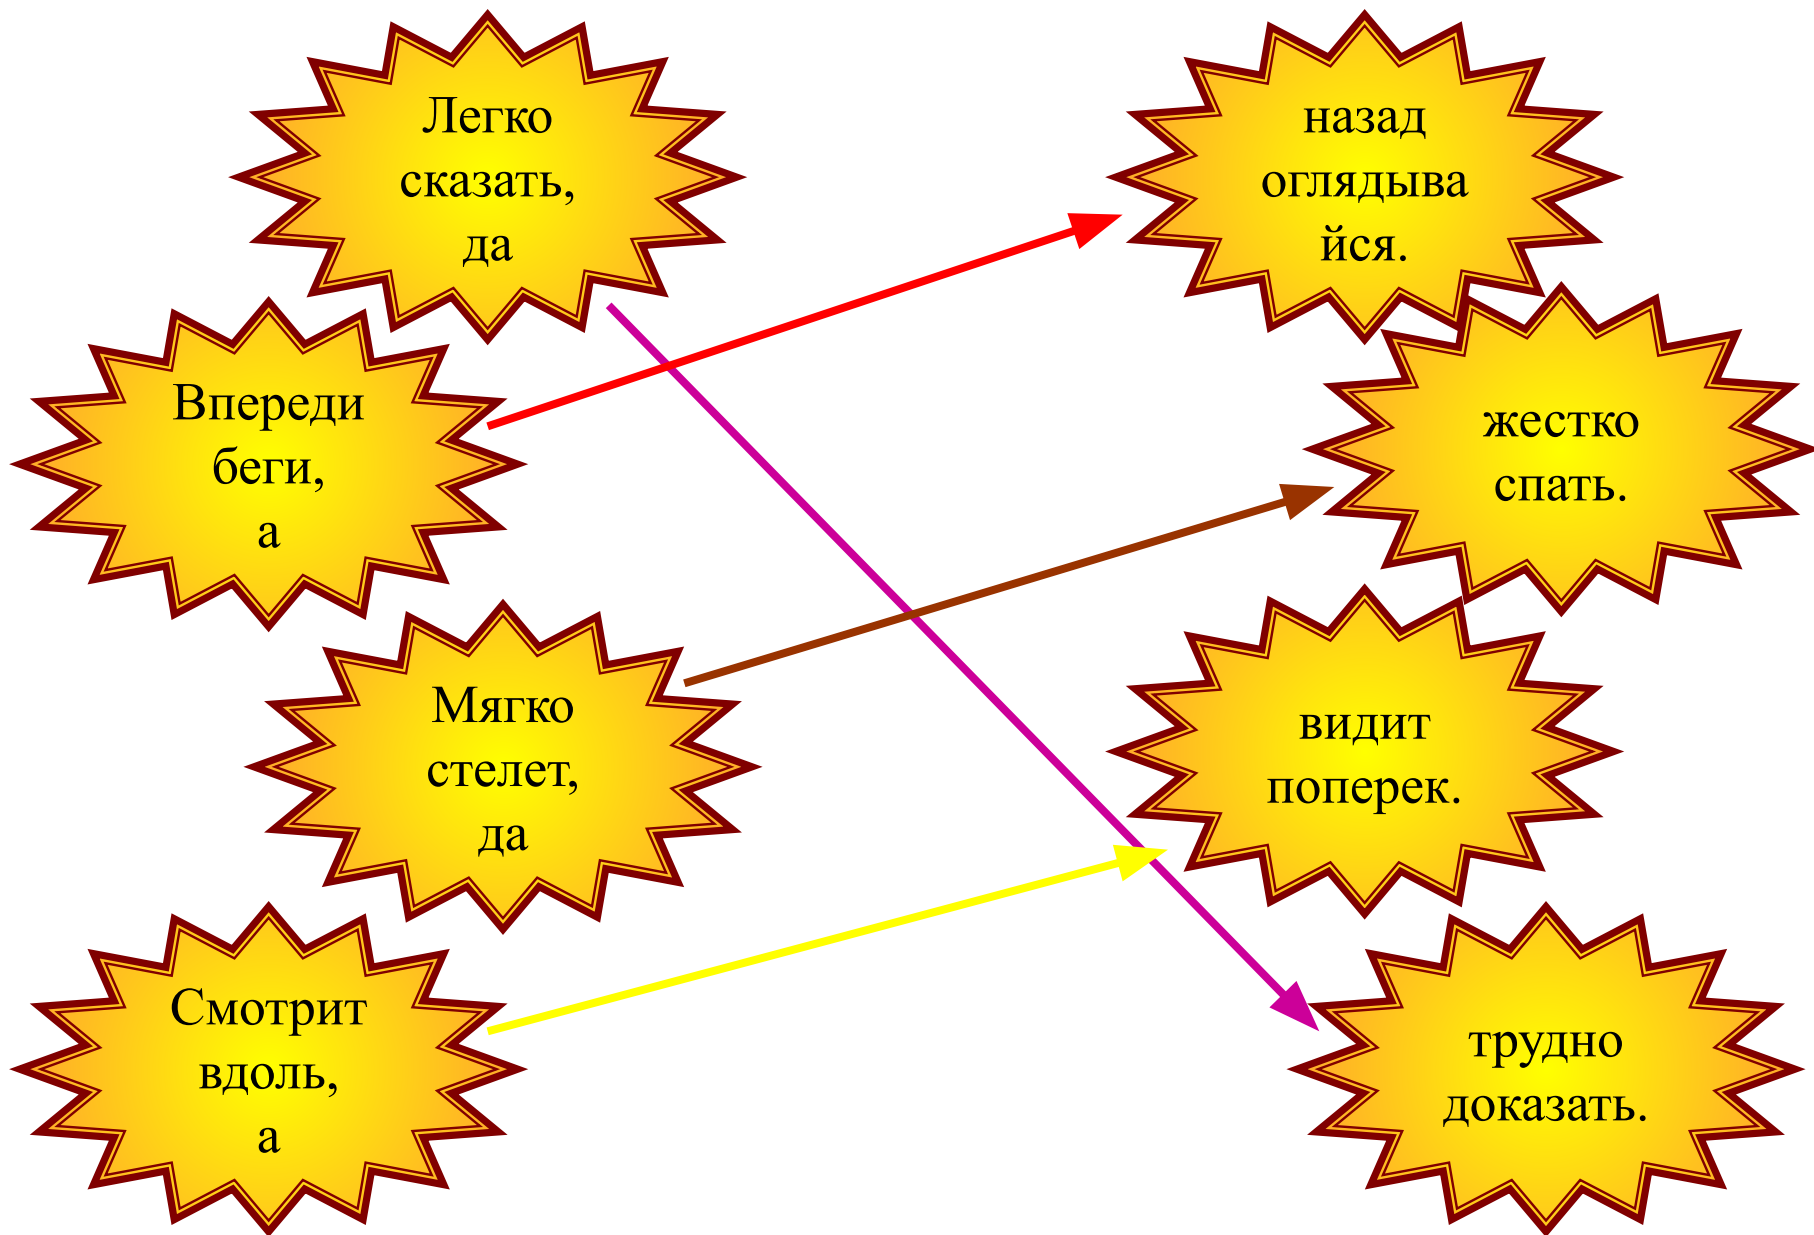 Легко
сказать,
да
назад
оглядыва
йся.
Впереди
беги,
а
жестко
спать.
Мягко
стелет,
да
видит
поперек.
Смотрит
вдоль,
а
трудно
доказать.